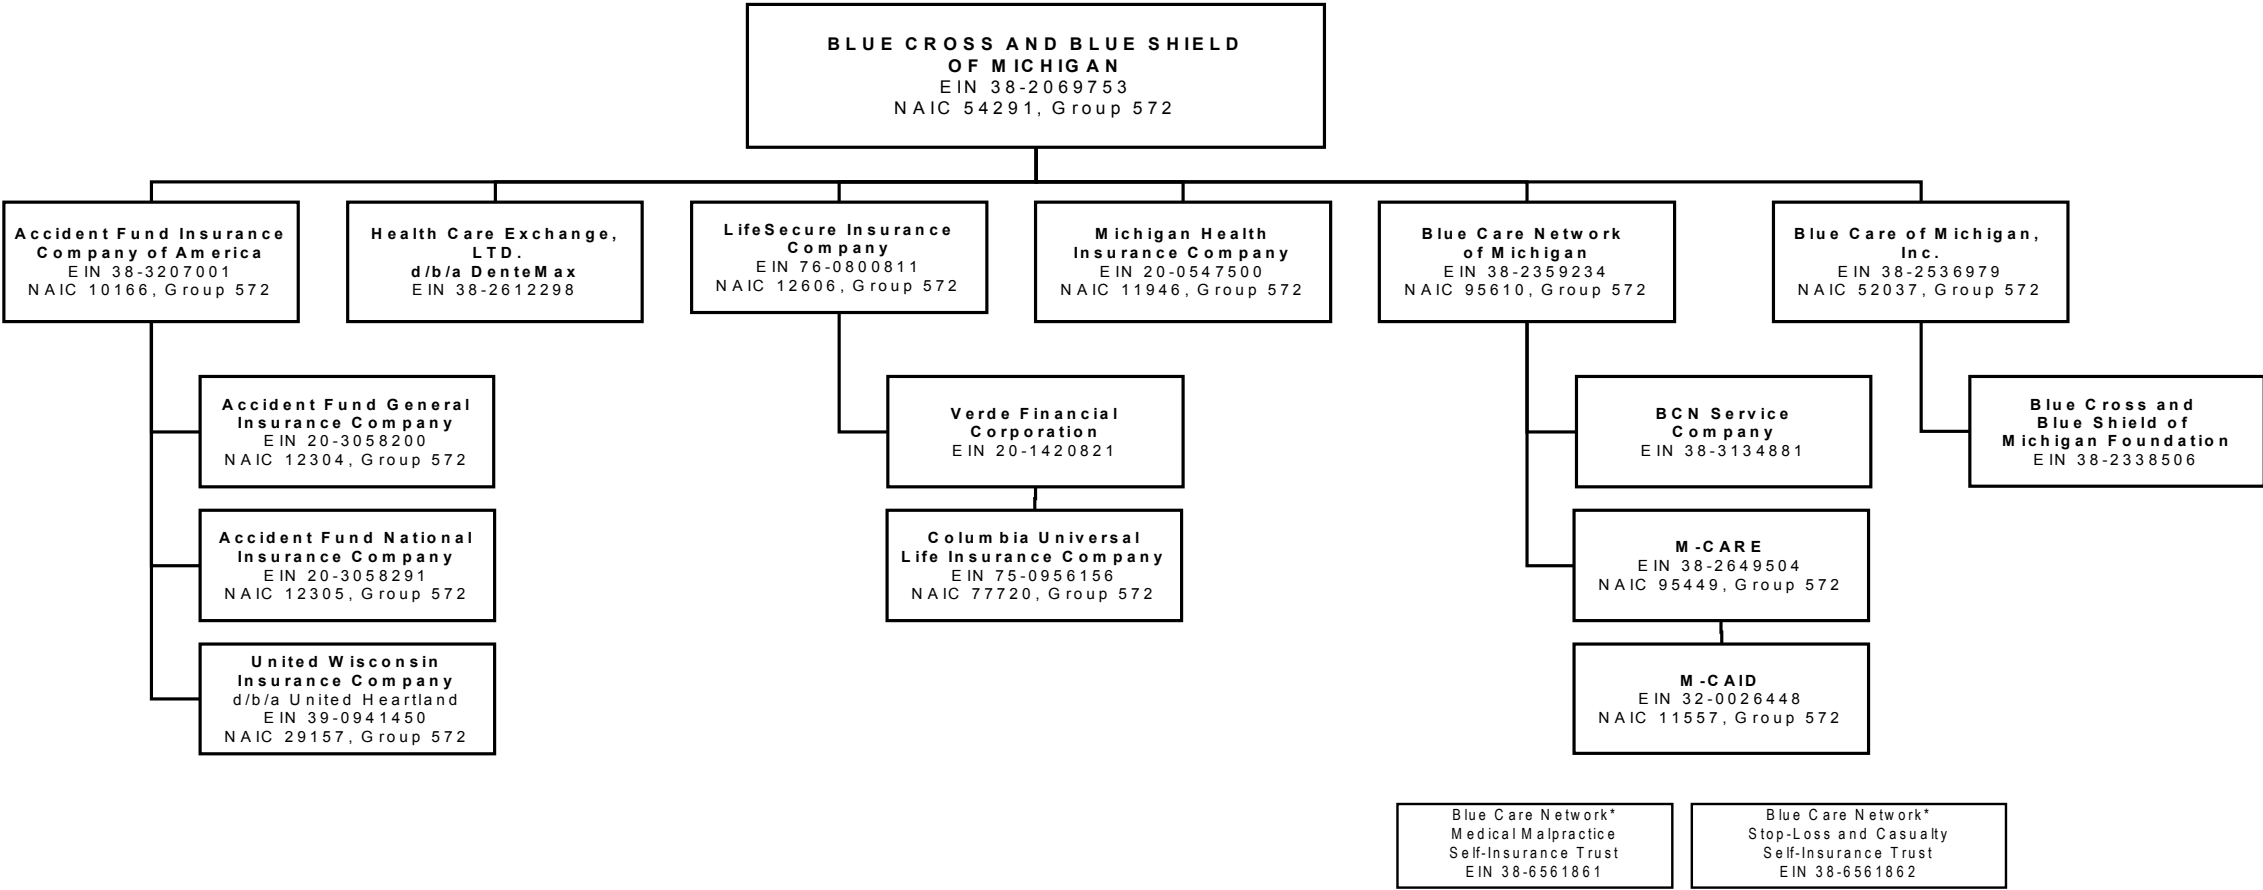 BLUE CROSS AND BLUE SHIELD
OF MICHIGAN
EIN 38-2069753
NAIC 54291, Group 572
Accident Fund Insurance
Company of America
EIN 38-3207001
NAIC 10166, Group 572
Health Care Exchange,
LTD.
d/b/a DenteMax
EIN 38-2612298
LifeSecure Insurance
Company
EIN 76-0800811
NAIC 12606, Group 572
Michigan Health
Insurance Company
EIN 20-0547500
NAIC 11946, Group 572
Blue Care Network
of Michigan
EIN 38-2359234
NAIC 95610, Group 572
Blue Care of Michigan,
Inc.
EIN 38-2536979
NAIC 52037, Group 572
Accident Fund General
Insurance Company
EIN 20-3058200
NAIC 12304, Group 572
Verde Financial
Corporation
EIN 20-1420821
BCN Service
Company
EIN 38-3134881
Blue Cross and
Blue Shield of
Michigan Foundation
EIN 38-2338506
Accident Fund National
Insurance Company
EIN 20-3058291
NAIC 12305, Group 572
Columbia Universal
Life Insurance Company
EIN 75-0956156
NAIC 77720, Group 572
M-CARE
EIN 38-2649504
NAIC 95449, Group 572
United Wisconsin
Insurance Company
d/b/a United Heartland
EIN 39-0941450
NAIC 29157, Group 572
M-CAID
EIN 32-0026448
NAIC 11557, Group 572
Blue Care Network*
Medical Malpractice
Self-Insurance Trust
EIN 38-6561861
Blue Care Network*
Stop-Loss and Casualty
Self-Insurance Trust
EIN 38-6561862